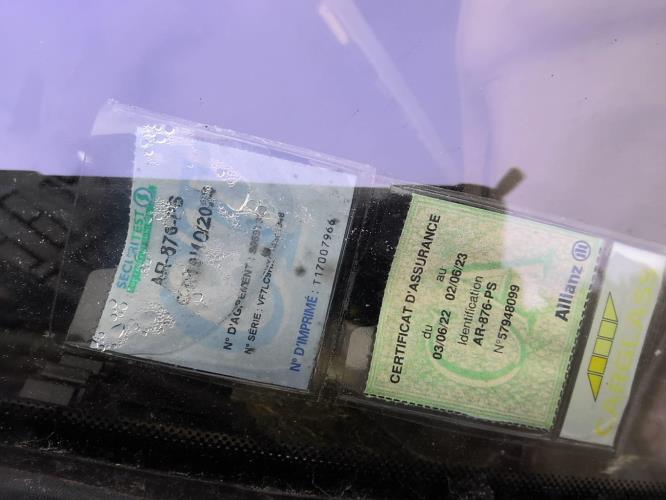 SECURITEST
AR-876-PS
N° D'AGRÉMENT :
N° SÉRIE :
N° D'IMPRIMÉ : T17007966
CERTIFICAT D'ASSURANCE
du au
03/06/22 02/06/23
Identification
AR-876-PS
N°57948099
Allianz
CARGLASS